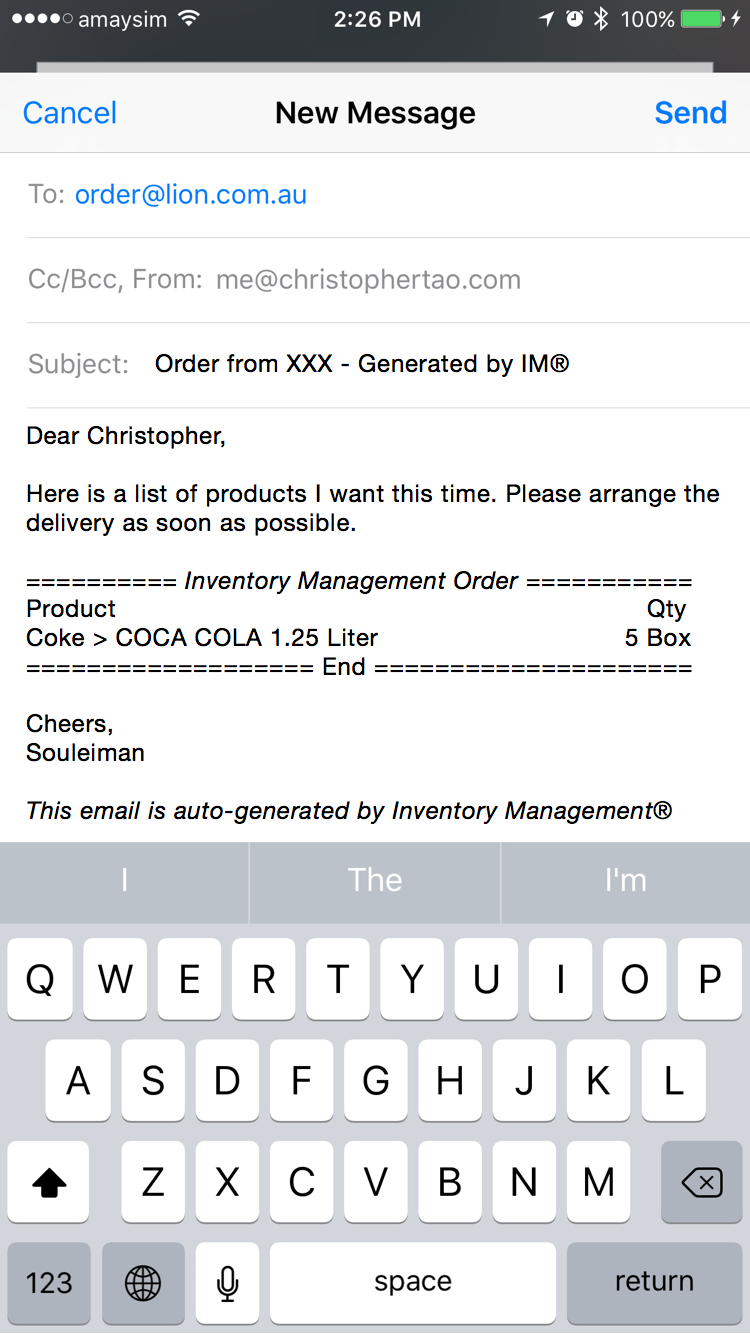 amaysim 2:26 PM 100%
Cancel New Message Send
To: order@lion.com.au
Cc/Bcc, From: me@christophertao.com
Subject: Order from XXX - Generated by IM®
Dear Christopher,
Here is a list of products I want this time. Please arrange the
delivery as soon as possible.
========== Inventory Management Order ===========
Product Qty
Coke > COCA COLA 1.25 Liter 5 Box
=================== End =====================
Cheers,
Souleiman
This email is auto-generated by Inventory Management®
I The I'm
Q W E R T Y U I O P
A S D F G H J K L
Z X C V B N M
123 space return